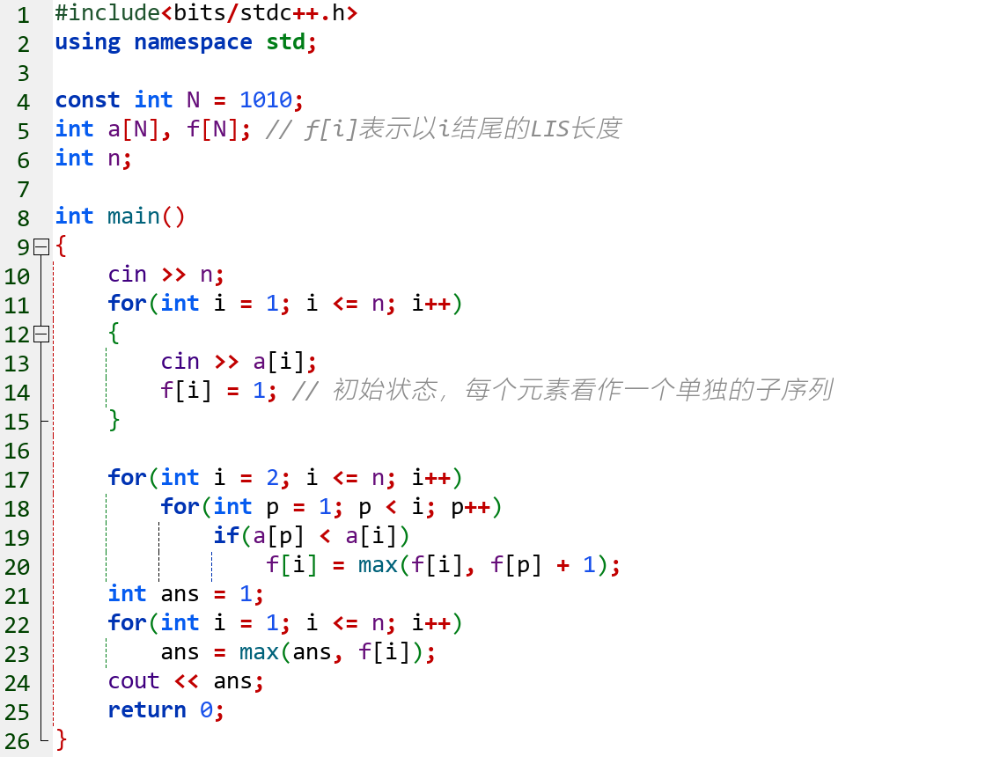 1 #include<bits/stdc++.h>
2 using namespace std;
3
4 const int N = 1010;
5 int a[N], f[N]; // f[i]表示以i结尾的LIS长度
6 int n;
7
8 int main()
9 {
10     cin >> n;
11     for(int i = 1; i <= n; i++)
12     {
13         cin >> a[i];
14         f[i] = 1; // 初始状态，每个元素看作一个单独的子序列
15     }
16
17     for(int i = 2; i <= n; i++)
18         for(int p = 1; p < i; p++)
19             if(a[p] < a[i])
20                 f[i] = max(f[i], f[p] + 1);
21     int ans = 1;
22     for(int i = 1; i <= n; i++)
23         ans = max(ans, f[i]);
24     cout << ans;
25     return 0;
26 }